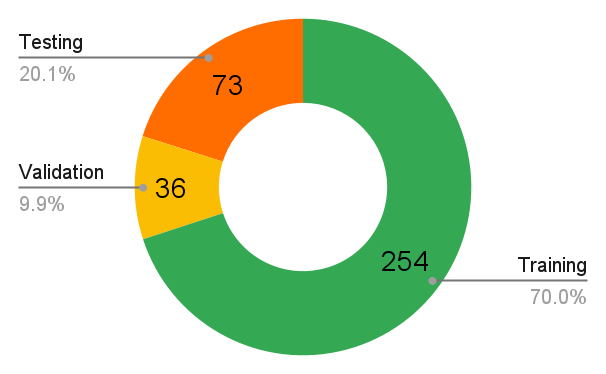 Testing
20.1%
73
Validation
9.9%
36
254
Training
70.0%